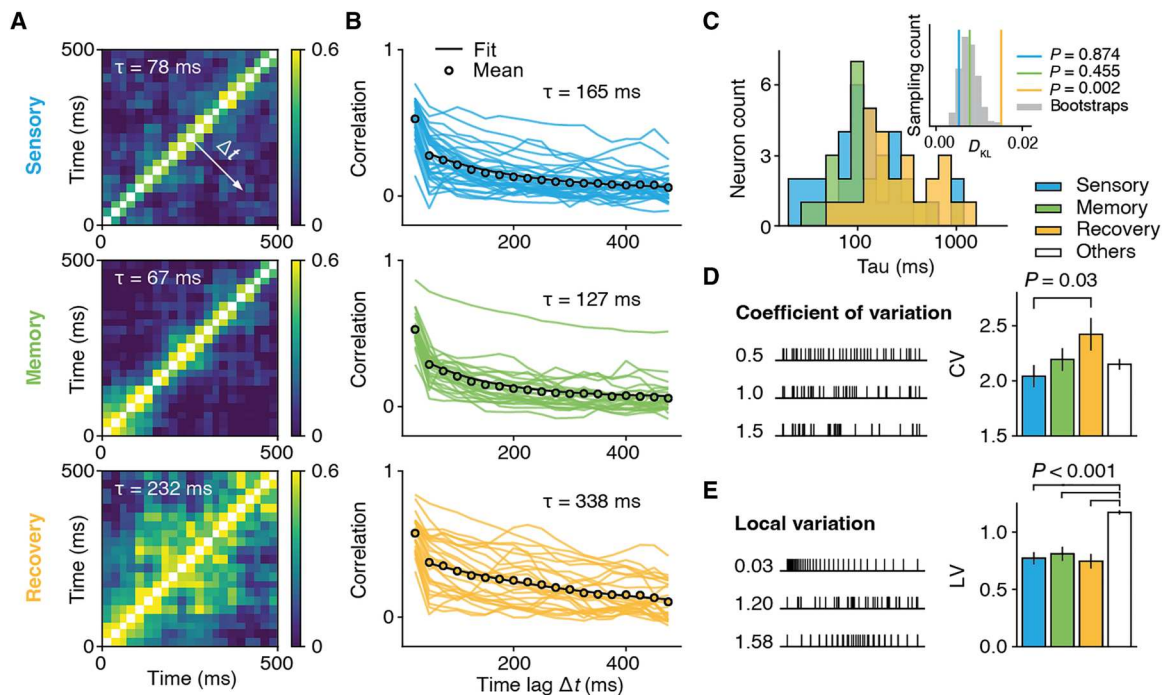 A
Sensory
Time (ms)
500
0
τ = 78 ms
Δt
0
500
0.6
0
Memory
Time (ms)
500
0
τ = 67 ms
0
500
0.6
0
Recovery
Time (ms)
500
0
τ = 232 ms
0
500
Time (ms)
0.6
0
B
Correlation
1
0
Fit
Mean
τ = 165 ms
200
400
Correlation
1
0
τ = 127 ms
200
400
Correlation
1
0
τ = 338 ms
200
400
Time lag Δt (ms)
C
Neuron count
6
3
0
100
1000
Tau (ms)
Sampling count
0.00
0.02
DKL
P = 0.874
P = 0.455
P = 0.002
Bootstraps
Sensory
Memory
Recovery
Others
D
Coefficient of variation
0.5
1.0
1.5
P = 0.03
CV
2.5
2.0
1.5
E
Local variation
0.03
1.20
1.58
P < 0.001
LV
1.0
0.5
0.0